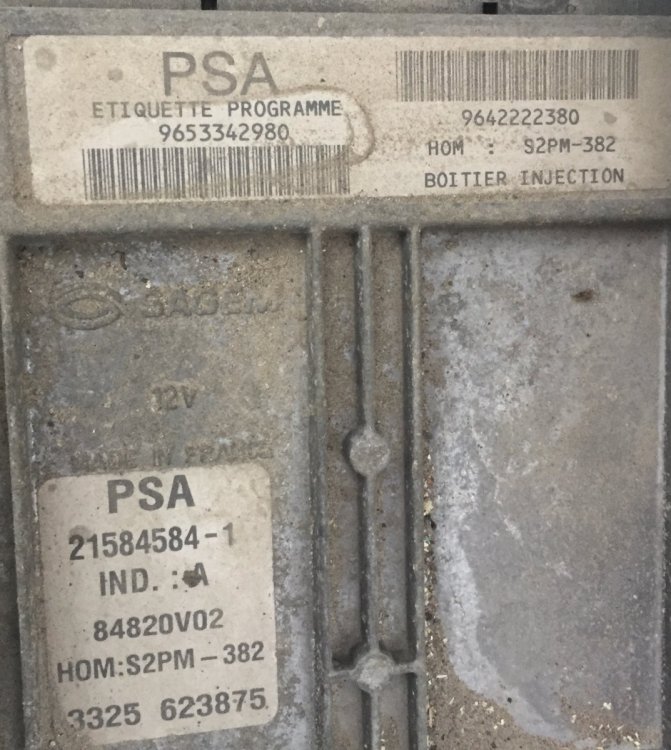 PSA
ETIQUETTE PROGRAMME
9653342980
9642222380
HOM : S2PM-382
BOITIER INJECTION
SAGEM
12V
MADE IN FRANCE
PSA
21584584-1
IND. : A
84820V02
HOM:S2PM-382
3325 623875